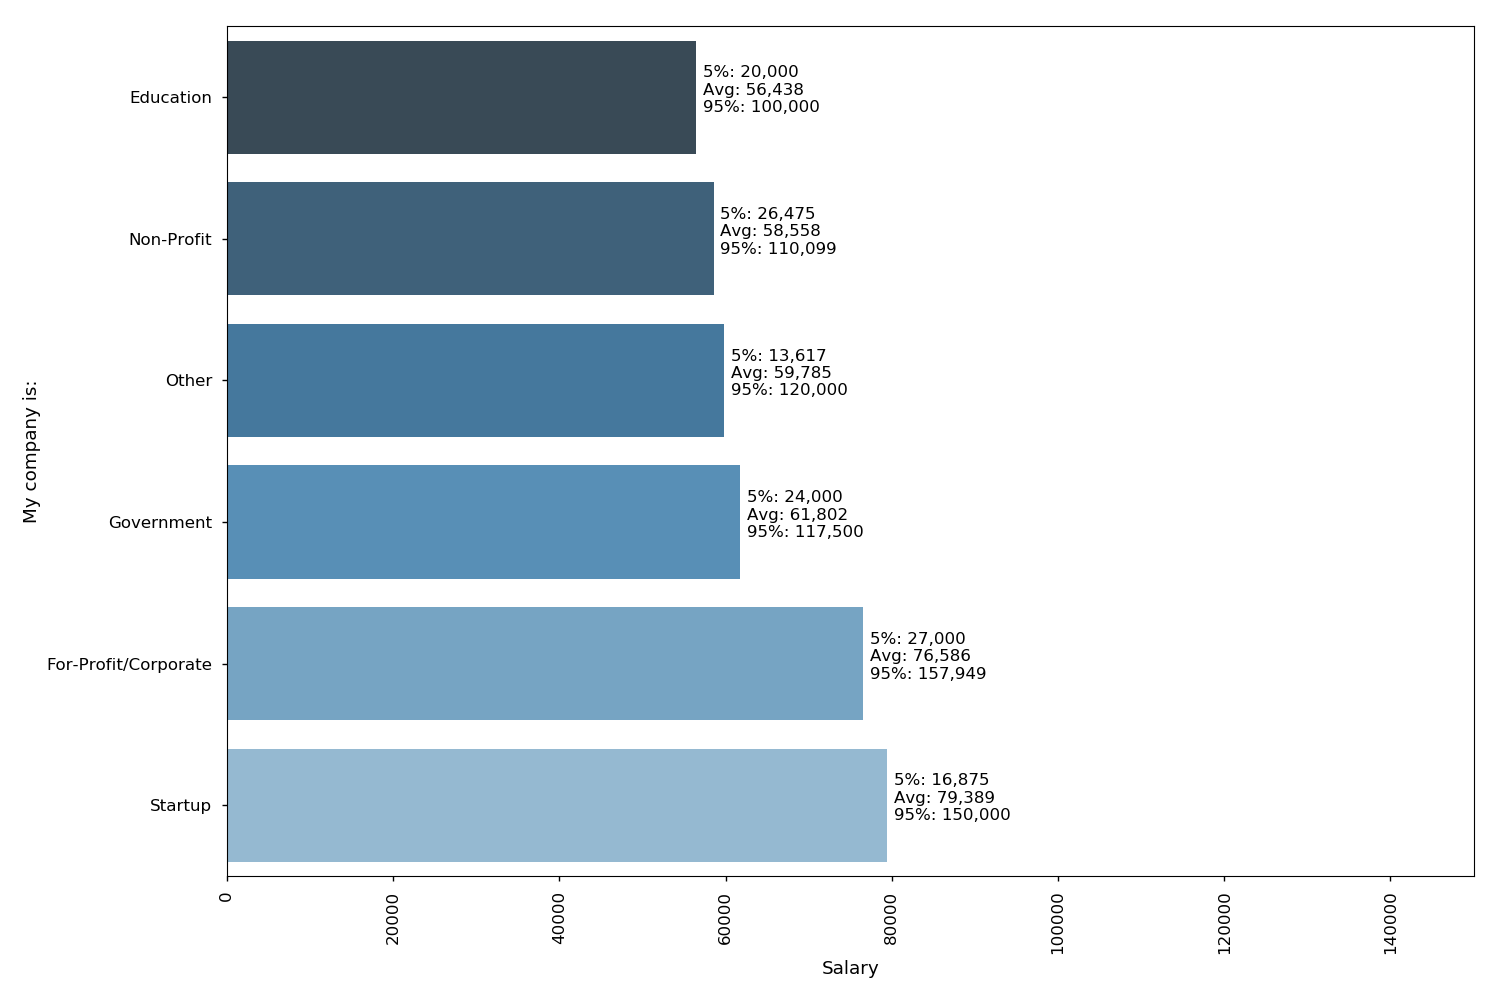 Education
5%: 20,000
Avg: 56,438
95%: 100,000
Non-Profit
5%: 26,475
Avg: 58,558
95%: 110,099
Other
5%: 13,617
Avg: 59,785
95%: 120,000
My company is:
Government
5%: 24,000
Avg: 61,802
95%: 117,500
For-Profit/Corporate
5%: 27,000
Avg: 76,586
95%: 157,949
Startup
5%: 16,875
Avg: 79,389
95%: 150,000
0
20000
40000
60000
80000
100000
120000
140000
Salary